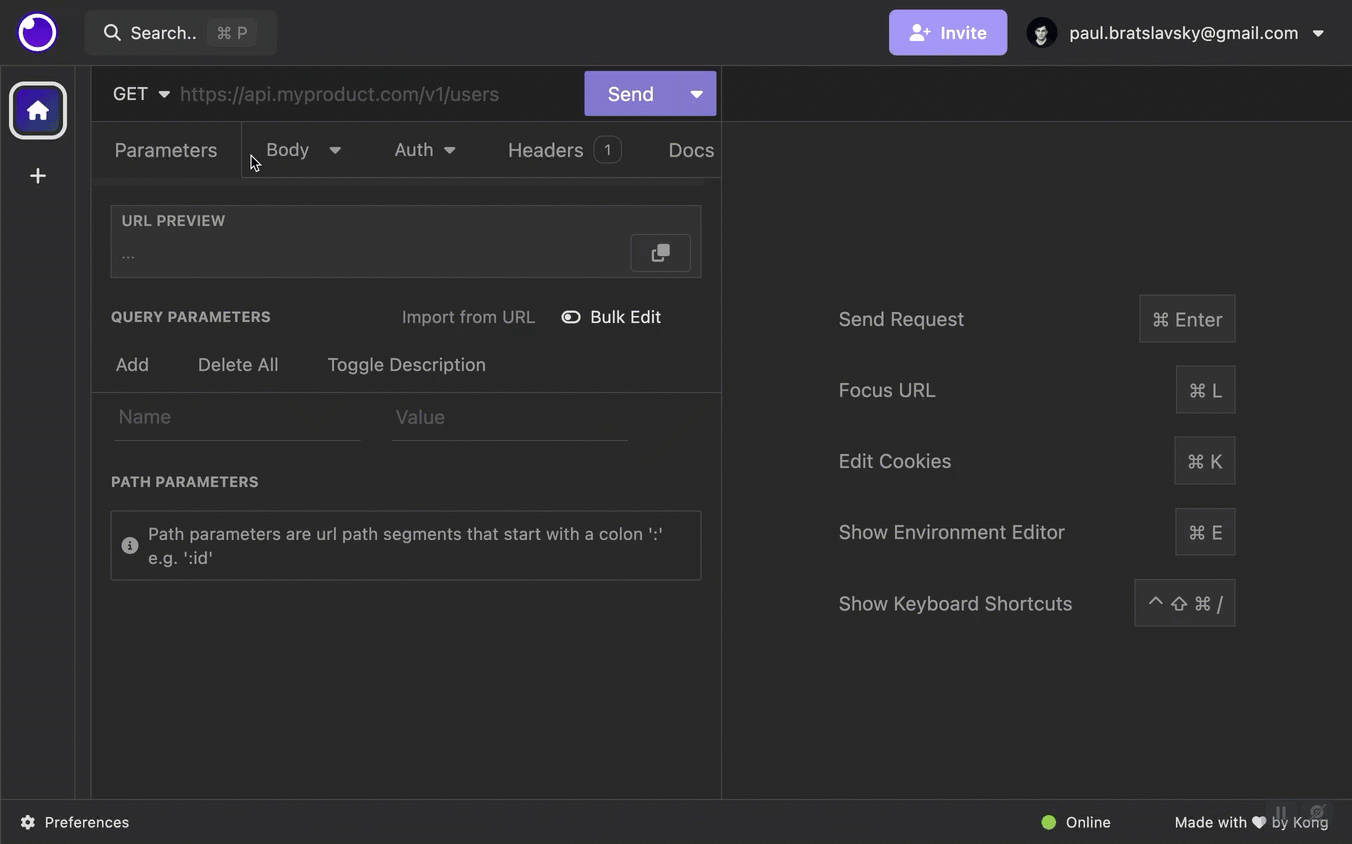 Search.. ⌘ P
Invite
paul.bratslavsky@gmail.com
GET https://api.myproduct.com/v1/users Send
Parameters Body Auth Headers 1 Docs
URL PREVIEW
...
QUERY PARAMETERS Import from URL Bulk Edit
Add Delete All Toggle Description
Name Value
PATH PARAMETERS
Path parameters are url path segments that start with a colon ':'
e.g. ':id'
Send Request ⌘ Enter
Focus URL ⌘ L
Edit Cookies ⌘ K
Show Environment Editor ⌘ E
Show Keyboard Shortcuts ^ ⇧ ⌘ /
Preferences
Online
Made with ♥ by Kong